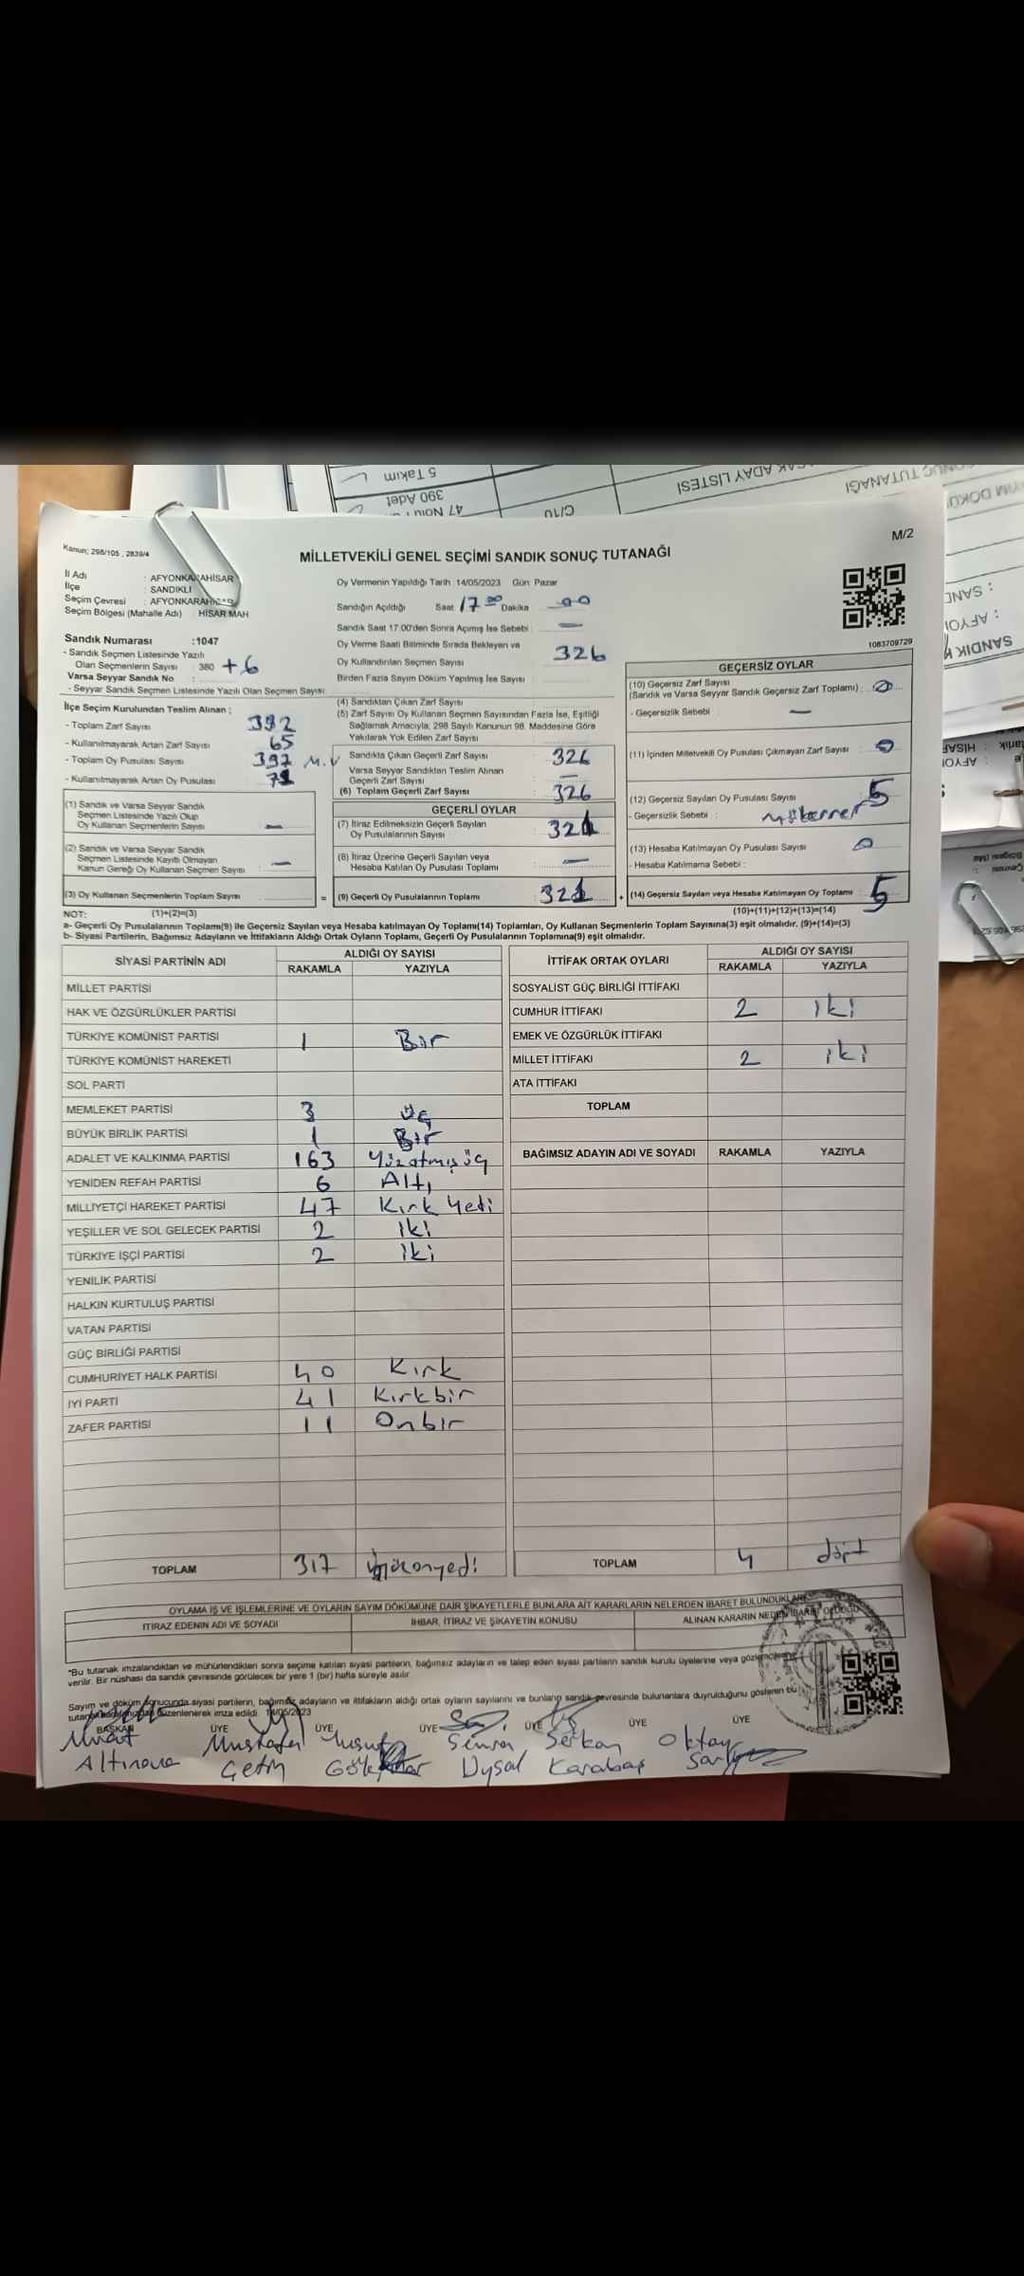 5 Takım
390 Adet
C/10
M/2
Kanun; 298/105 , 2839/4
MİLLETVEKİLİ GENEL SEÇİMİ SANDIK SONUÇ TUTANAĞI
İl Adı : AFYONKARAHİSAR
İlçe : SANDIKLI
Seçim Çevresi : AFYONKARAHİSAR
Seçim Bölgesi (Mahalle Adı) HİSAR MAH
Sandık Numarası :1047
- Sandık Seçmen Listesinde Yazılı
Olan Seçmenlerin Sayısı 380 +6
Varsa Seyyar Sandık No :
- Seyyar Sandık Seçmen Listesinde Yazılı Olan Seçmen Sayısı:
Oy Vermenin Yapıldığı Tarih :14/05/2023 Gün: Pazar
Sandığın Açıldığı Saat 17 00 Dakika 00
Sandık Saat 17:00'den Sonra Açımış İse Sebebi : —
Oy Verme Saati Bitiminde Sırada Bekleyen ve
Oy Kullandırılan Seçmen Sayısı : 326
Birden Fazla Sayım Döküm Yapılmış İse Sayısı :
1083709729
İlçe Seçim Kurulundan Teslim Alınan ;
- Toplam Zarf Sayısı 392
- Kullanılmayarak Artan Zarf Sayısı 65
- Toplam Oy Pusulası Sayısı 392 M.V
- Kullanılmayarak Artan Oy Pusulası
(4) Sandıktan Çıkan Zarf Sayısı
(5) Zarf Sayısı Oy Kullanan Seçmen Sayısından Fazla İse, Eşitliği
Sağlamak Amacıyla, 298 Sayılı Kanunun 98. Maddesine Göre
Yakılarak Yok Edilen Zarf Sayısı
Sandıkta Çıkan Geçerli Zarf Sayısı : 326
Varsa Seyyar Sandıktan Teslim Alınan
Geçerli Zarf Sayısı : —
(6) Toplam Geçerli Zarf Sayısı : 326
GEÇERLİ OYLAR
(7) İtiraz Edilmeksizin Geçerli Sayılan
Oy Pusulalarının Sayısı : 321
(8) İtiraz Üzerine Geçerli Sayılan veya
Hesaba Katılan Oy Pusulası Toplamı : —
(9) Geçerli Oy Pusulalarının Toplamı : 321
GEÇERSİZ OYLAR
(10) Geçersiz Zarf Sayısı
(Sandık ve Varsa Seyyar Sandık Geçersiz Zarf Toplamı) : 0
- Geçersizlik Sebebi : —
(11) İçinden Milletvekili Oy Pusulası Çıkmayan Zarf Sayısı : 0
(12) Geçersiz Sayılan Oy Pusulası Sayısı : 5
- Geçersizlik Sebebi :
(13) Hesaba Katılmayan Oy Pusulası Sayısı : 0
- Hesaba Katılmama Sebebi :
(14) Geçersiz Sayılan veya Hesaba Katılmayan Oy Toplamı : 5
(10)+(11)+(12)+(13)=(14)
(1) Sandık ve Varsa Seyyar Sandık
Seçmen Listesinde Yazılı Olup
Oy Kullanan Seçmenlerin Sayısı : —
(2) Sandık ve Varsa Seyyar Sandık
Seçmen Listesinde Kayıtlı Olmayan
Kanun Gereği Oy Kullanan Seçmen Sayısı : —
(3) Oy Kullanan Seçmenlerin Toplam Sayısı :
NOT: (1)+(2)=(3)
a- Geçerli Oy Pusulalarının Toplamı(9) ile Geçersiz Sayılan veya Hesaba katılmayan Oy Toplamı(14) Toplamları, Oy Kullanan Seçmenlerin Toplam Sayısına(3) eşit olmalıdır. (9)+(14)=(3)
b- Siyasi Partilerin, Bağımsız Adayların ve İttifakların Aldığı Ortak Oyların Toplamı, Geçerli Oy Pusulalarının Toplamına(9) eşit olmalıdır.
SİYASİ PARTİNİN ADI ALDIĞI OY SAYISI
RAKAMLA YAZIYLA
MİLLET PARTİSİ
HAK VE ÖZGÜRLÜKLER PARTİSİ
TÜRKİYE KOMÜNİST PARTİSİ 1 Bir
TÜRKİYE KOMÜNİST HAREKETİ
SOL PARTİ
MEMLEKET PARTİSİ 3 Üç
BÜYÜK BİRLİK PARTİSİ 1 Bir
ADALET VE KALKINMA PARTİSİ 163 Yüzatmışüç
YENİDEN REFAH PARTİSİ 6 Altı
MİLLİYETÇİ HAREKET PARTİSİ 47 Kırk Yedi
YEŞİLLER VE SOL GELECEK PARTİSİ 2 iki
TÜRKİYE İŞÇİ PARTİSİ 2 iki
YENİLİK PARTİSİ
HALKIN KURTULUŞ PARTİSİ
VATAN PARTİSİ
GÜÇ BİRLİĞİ PARTİSİ
CUMHURİYET HALK PARTİSİ 40 Kırk
İYİ PARTİ 41 Kırkbir
ZAFER PARTİSİ 11 Onbir
TOPLAM 317 üçyüzonyedi
İTTİFAK ORTAK OYLARI ALDIĞI OY SAYISI
RAKAMLA YAZIYLA
SOSYALİST GÜÇ BİRLİĞİ İTTİFAKI
CUMHUR İTTİFAKI 2 iki
EMEK VE ÖZGÜRLÜK İTTİFAKI
MİLLET İTTİFAKI 2 iki
ATA İTTİFAKI
TOPLAM
BAĞIMSIZ ADAYIN ADI VE SOYADI RAKAMLA YAZIYLA
TOPLAM 4 dört
OYLAMA İŞ VE İŞLEMLERİNE VE OYLARIN SAYIM DÖKÜMÜNE DAİR ŞİKAYETLERLE BUNLARA AİT KARARLARIN NELERDEN İBARET BULUNDUKLARI
İTİRAZ EDENİN ADI VE SOYADI İHBAR, İTİRAZ VE ŞİKAYETİN KONUSU ALINAN KARARIN NEDEN İBARET OLDUĞU
*Bu tutanak imzalandıktan ve mühürlendikten sonra seçime katılan siyasi partilerin, bağımsız adayların ve talep eden siyasi partilerin sandık kurulu üyelerine veya gözlemcilerine
verilir. Bir nüshası da sandık çevresinde görülecek bir yere 1 (bir) hafta süreyle asılır.
Sayım ve döküm sonucunda siyasi partilerin, bağımsız adayların ve ittifakların aldığı ortak oyların sayılarını ve bunların sandık çevresinde bulunanlara duyrulduğunu gösteren bu
düzenlenerek imza edildi.
BAŞKAN ÜYE ÜYE ÜYE ÜYE ÜYE ÜYE
Murat Mustafa Yusuf Senren Serkan Oktay
Altınova Çetin Uysal Karabaş